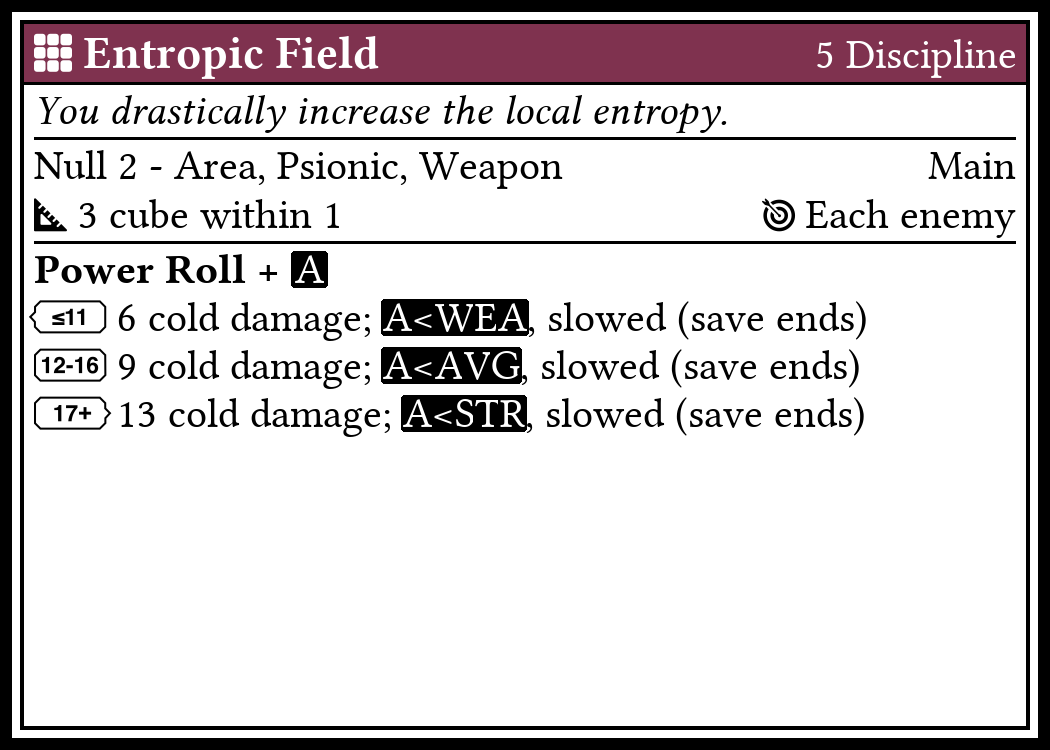 Entropic Field 5 Discipline
You drastically increase the local entropy.
Null 2 - Area, Psionic, Weapon Main
3 cube within 1 Each enemy
Power Roll + A
≤11 6 cold damage; A<WEA, slowed (save ends)
12-16 9 cold damage; A<AVG, slowed (save ends)
17+ 13 cold damage; A<STR, slowed (save ends)